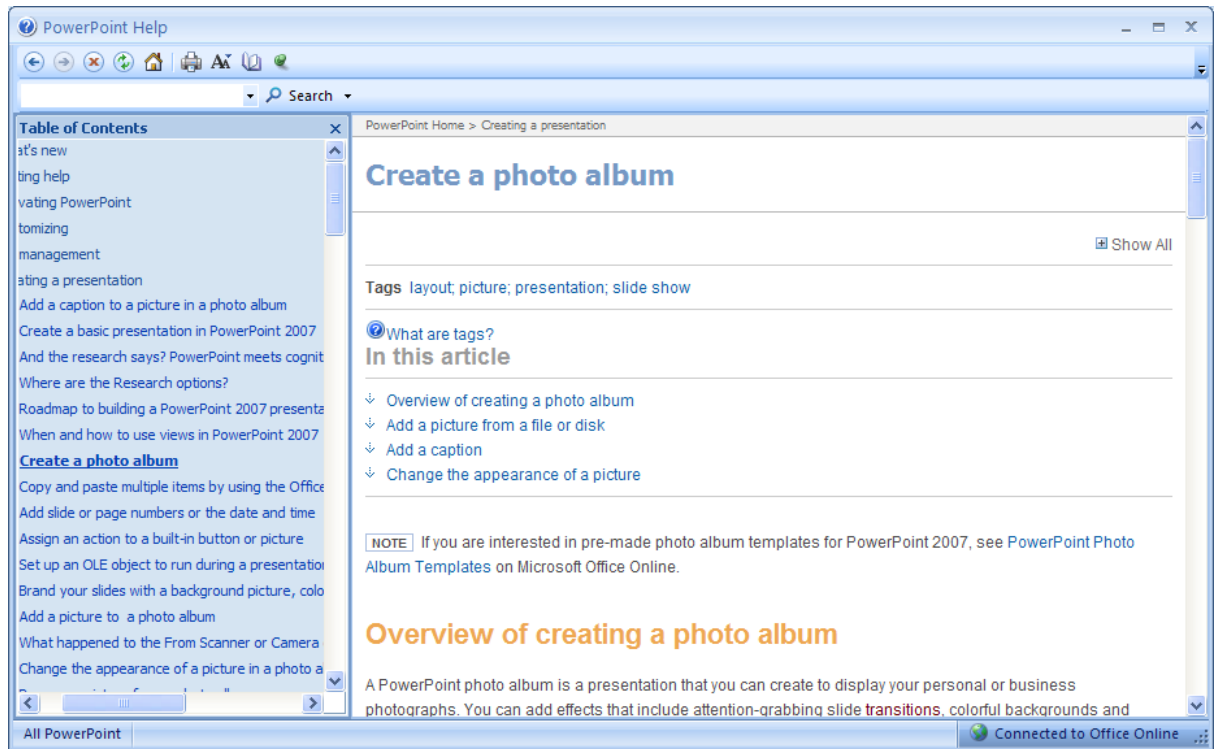 PowerPoint Help
Search
Table of Contents
at's new
ting help
vating PowerPoint
tomizing
management
ating a presentation
Add a caption to a picture in a photo album
Create a basic presentation in PowerPoint 2007
And the research says? PowerPoint meets cognit
Where are the Research options?
Roadmap to building a PowerPoint 2007 presenta
When and how to use views in PowerPoint 2007
Create a photo album
Copy and paste multiple items by using the Office
Add slide or page numbers or the date and time
Assign an action to a built-in button or picture
Set up an OLE object to run during a presentation
Brand your slides with a background picture, colo
Add a picture to a photo album
What happened to the From Scanner or Camera
Change the appearance of a picture in a photo a
PowerPoint Home > Creating a presentation
Create a photo album
Show All
Tags layout; picture; presentation; slide show
What are tags?
In this article
Overview of creating a photo album
Add a picture from a file or disk
Add a caption
Change the appearance of a picture
NOTE If you are interested in pre-made photo album templates for PowerPoint 2007, see PowerPoint Photo
Album Templates on Microsoft Office Online.
Overview of creating a photo album
A PowerPoint photo album is a presentation that you can create to display your personal or business
photographs. You can add effects that include attention-grabbing slide transitions, colorful backgrounds and
All PowerPoint
Connected to Office Online